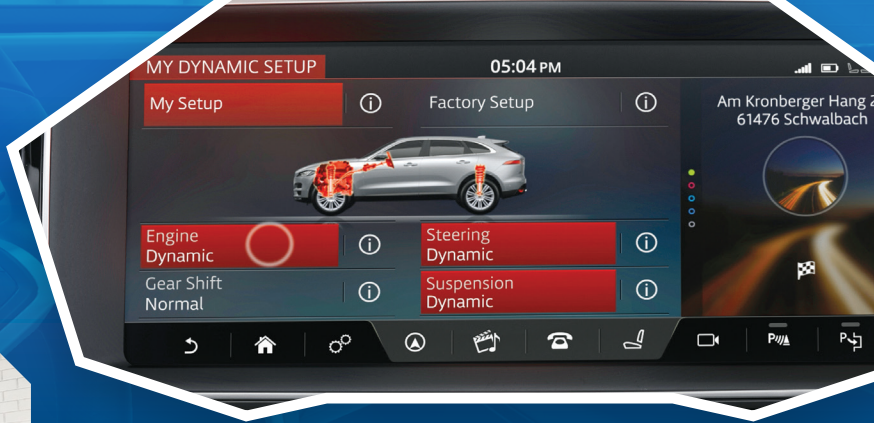 MY DYNAMIC SETUP
05:04 PM
My Setup
Factory Setup
Am Kronberger Hang
61476 Schwalbach
Engine
Dynamic
Steering
Dynamic
Gear Shift
Normal
Suspension
Dynamic
P
P